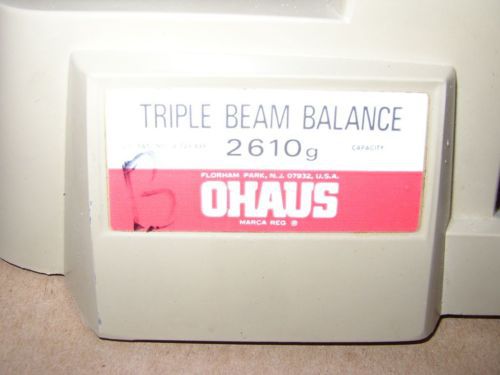 TRIPLE BEAM BALANCE
2610g CAPACITY
FLORHAM PARK, N.J. 07932, U.S.A.
B
OHAUS
MARCA REG ®